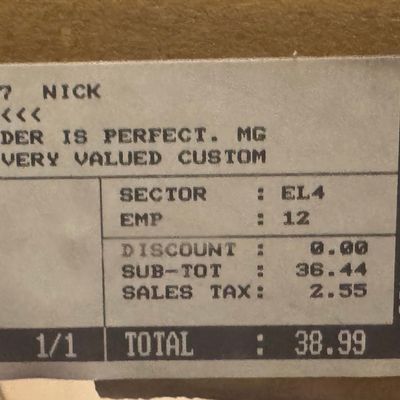 7 NICK
<<<
DER IS PERFECT. MG
VERY VALUED CUSTOM
SECTOR : EL4
EMP : 12
DISCOUNT : 0.00
SUB-TOT : 36.44
SALES TAX: 2.55
1/1 TOTAL : 38.99